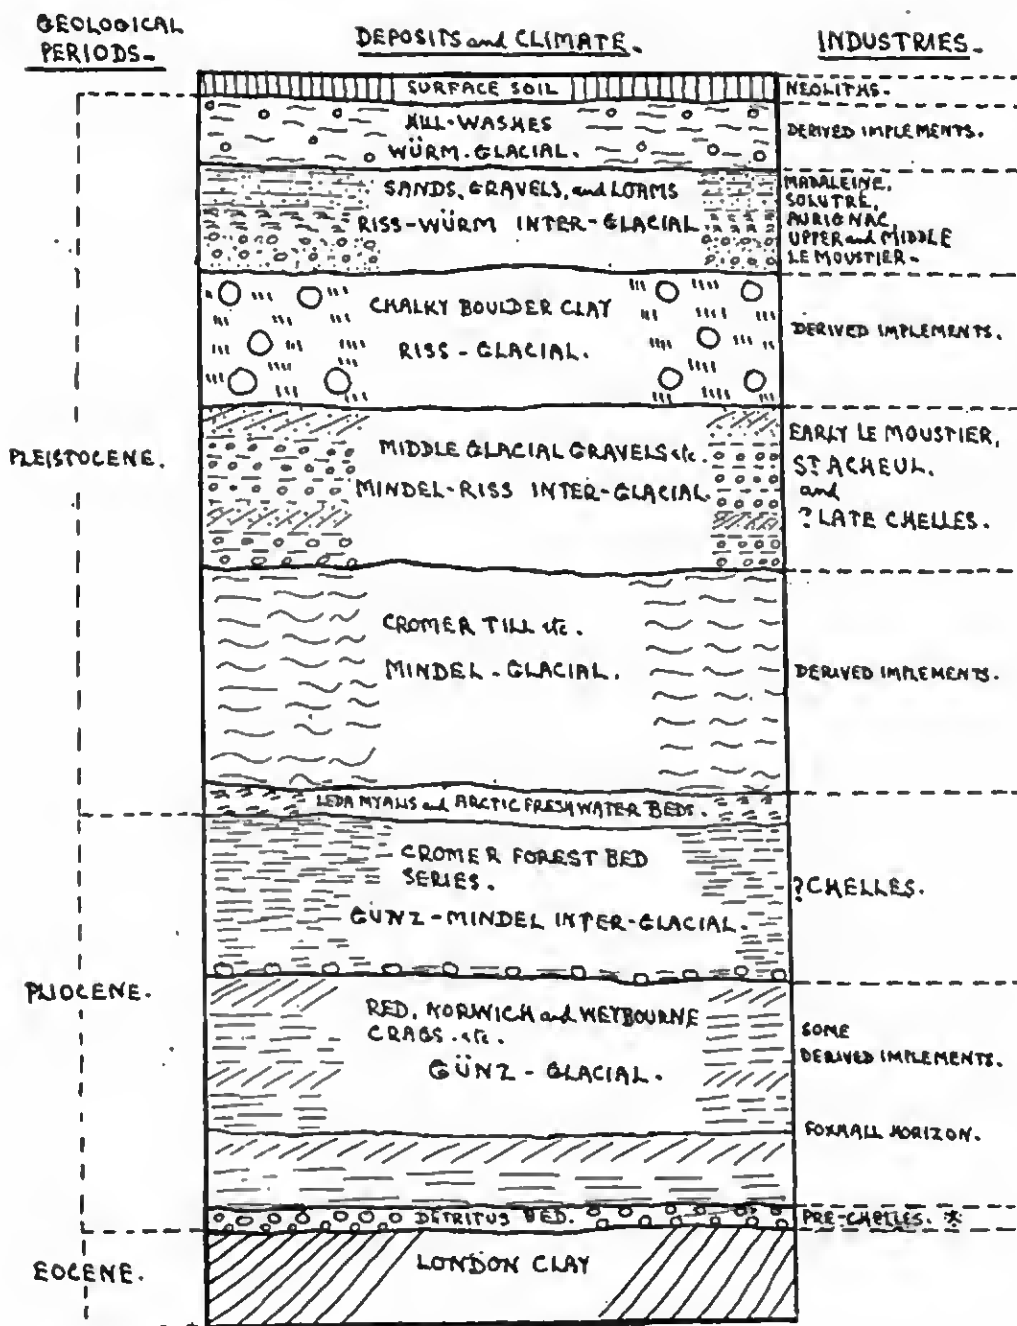 GEOLOGICAL
PERIODS-
DEPOSITS and CLIMATE.
INDUSTRIES-
SURFACE SOIL
NEOLITHS.
HILL-WASHES
WÜRM-GLACIAL.
DERIVED IMPLEMENTS.
SANDS, GRAVELS, and LOAMS
RISS-WÜRM INTER-GLACIAL
MADALEINE,
SOLUTRÉ,
AURIGNAC,
UPPER and MIDDLE
LE MOUSTIER-
CHALKY BOULDER CLAY
RISS-GLACIAL.
DERIVED IMPLEMENTS.
PLEISTOCENE.
MIDDLE GLACIAL GRAVELS etc.
MINDEL-RISS INTER-GLACIAL.
EARLY LE MOUSTIER,
ST ACHEUL.
and
? LATE CHELLES.
CROMER TILL etc.
MINDEL-GLACIAL.
DERIVED IMPLEMENTS.
LEDA MYALIS and ARCTIC FRESHWATER BEDS.
CROMER FOREST BED
SERIES.
GÜNZ-MINDEL INTER-GLACIAL.
? CHELLES.
PLIOCENE.
RED, NORWICH and WEYBOURNE
CRAGS. etc.
GÜNZ-GLACIAL.
SOME
DERIVED IMPLEMENTS.
FOXHALL HORIZON.
DETRITUS BED.
PRE-CHELLES. *
EOCENE.
LONDON CLAY